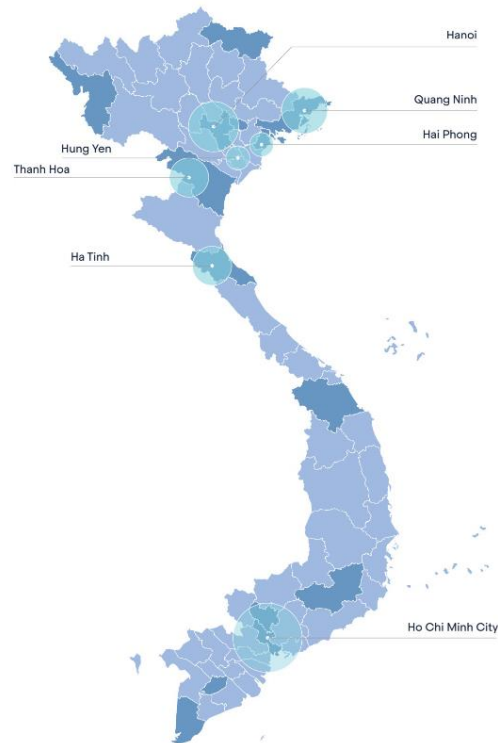 Hanoi
Quang Ninh
Hai Phong
Hung Yen
Thanh Hoa
Ha Tinh
Ho Chi Minh City